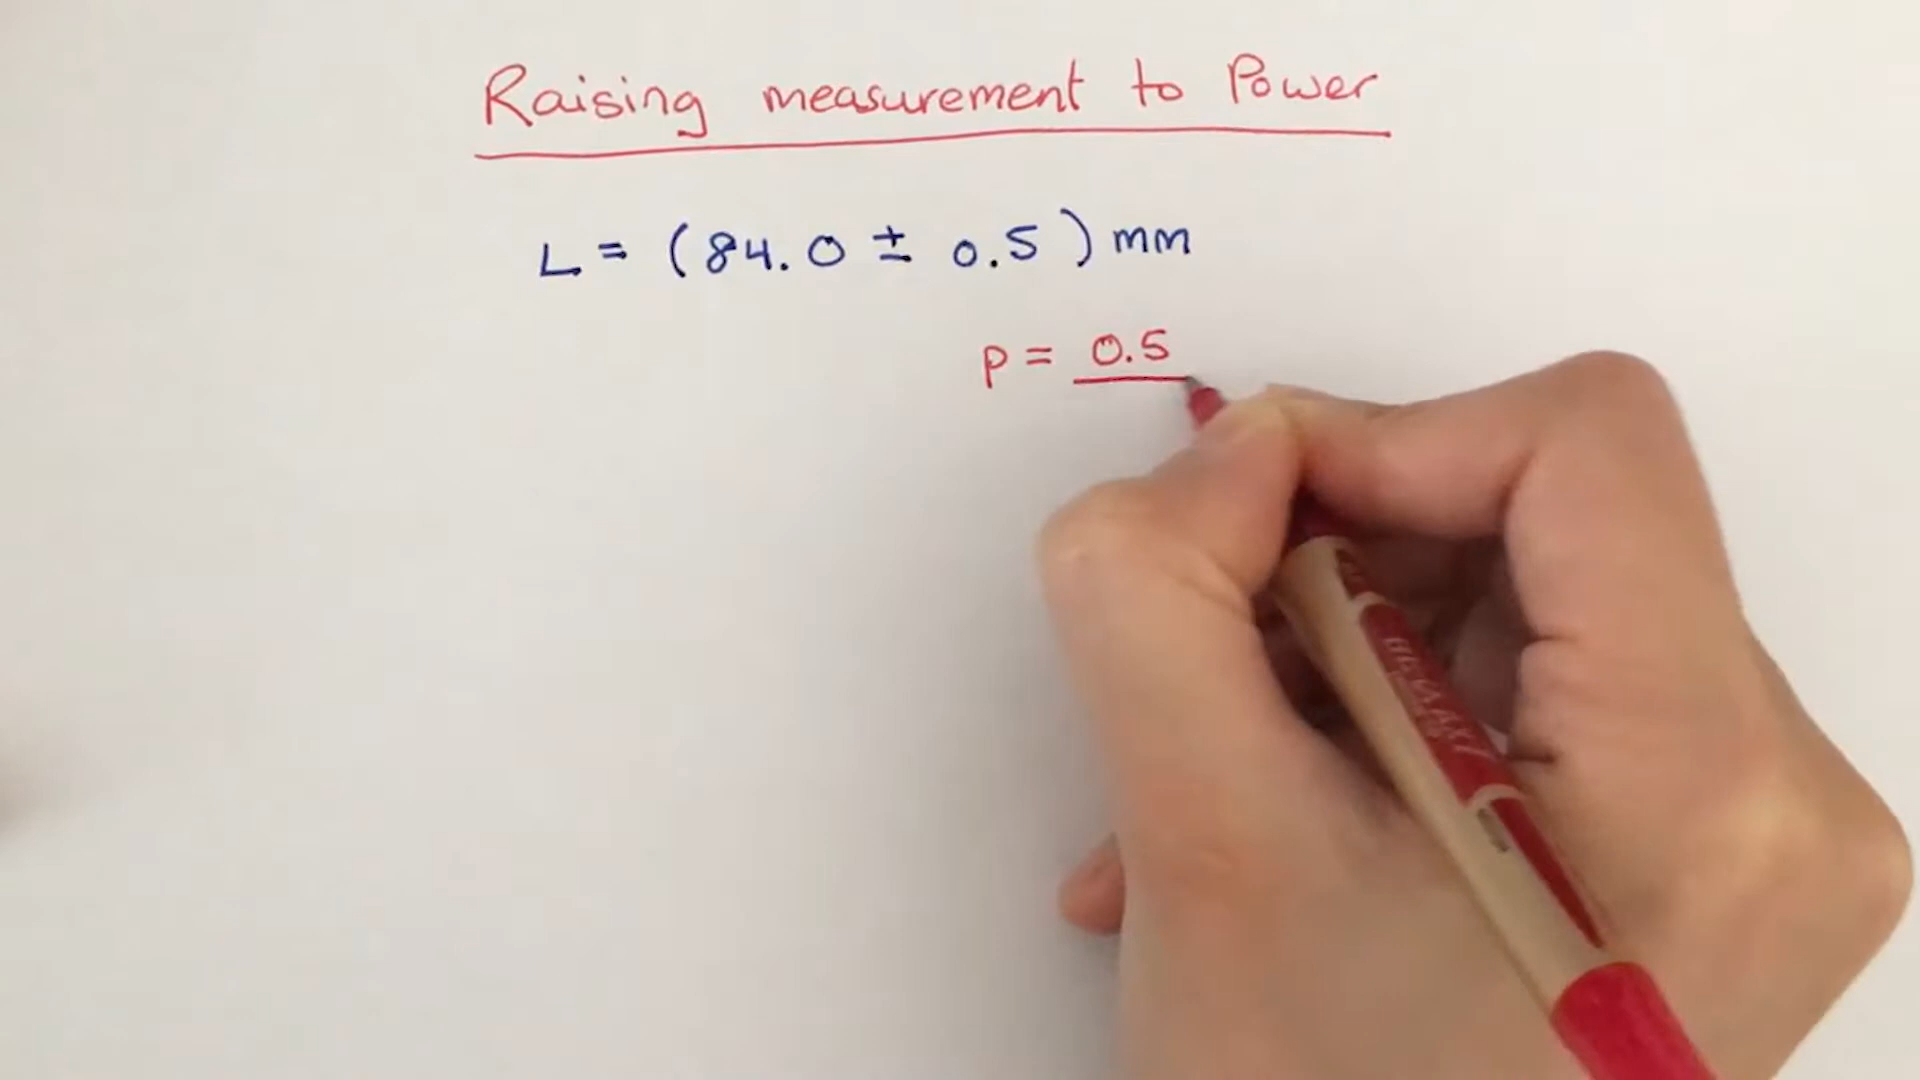 Raising measurement to Power
L = (84.0 ± 0.5) mm
p = 0.5